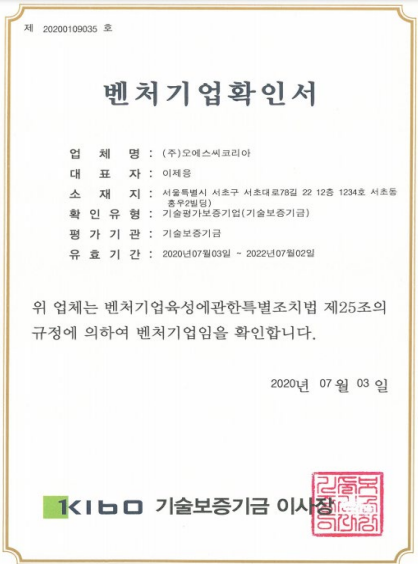 제 20200109035 호
벤처기업확인서
업 체 명 : (주)오에스씨코리아
대 표 자 : 이제응
소 재 지 : 서울특별시 서초구 서초대로78길 22 12층 1234호 서초동
홍우2빌딩)
확 인 유 형 : 기술평가보증기업(기술보증기금)
평 가 기 관 : 기술보증기금
유 효 기 간 : 2020년07월03일 - 2022년07월02일
위 업체는 벤처기업육성에관한특별조치법 제25조의
규정에 의하여 벤처기업임을 확인합니다.
2020년 07월 03 일
KIBO 기술보증기금 이사장